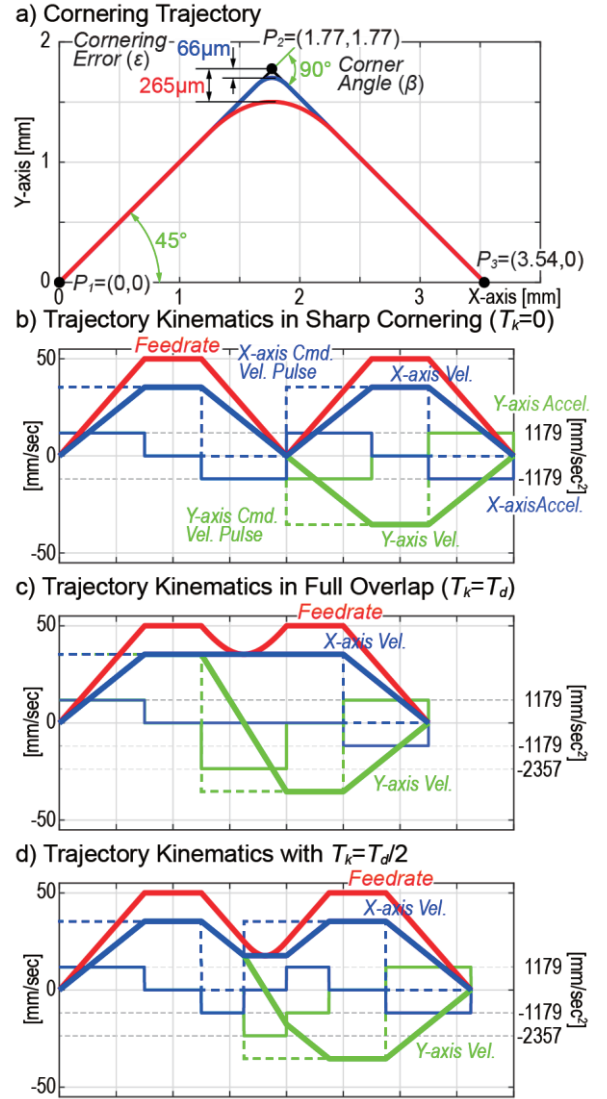 a) Cornering Trajectory
2
Cornering
Error (ε)
66μm
P₂=(1.77,1.77)
90°
Corner
Angle (β)
265μm
Y-axis [mm]
1
45°
P₁=(0,0)
P₃=(3.54,0)
0
0
1
2
3
X-axis [mm]
b) Trajectory Kinematics in Sharp Cornering (Tₖ=0)
50
Feedrate
X-axis Cmd.
Vel. Pulse
X-axis Vel.
Y-axis Accel.
1179
[mm/sec]
0
[mm/sec²]
-1179
X-axisAccel.
Y-axis Cmd.
Vel. Pulse
Y-axis Vel.
-50
c) Trajectory Kinematics in Full Overlap (Tₖ=T_d)
50
Feedrate
X-axis Vel.
1179
[mm/sec]
0
[mm/sec²]
-1179
-2357
Y-axis Vel.
-50
d) Trajectory Kinematics with Tₖ=T_d/2
50
Feedrate
X-axis Vel.
1179
[mm/sec]
0
[mm/sec²]
-1179
-2357
Y-axis Vel.
-50